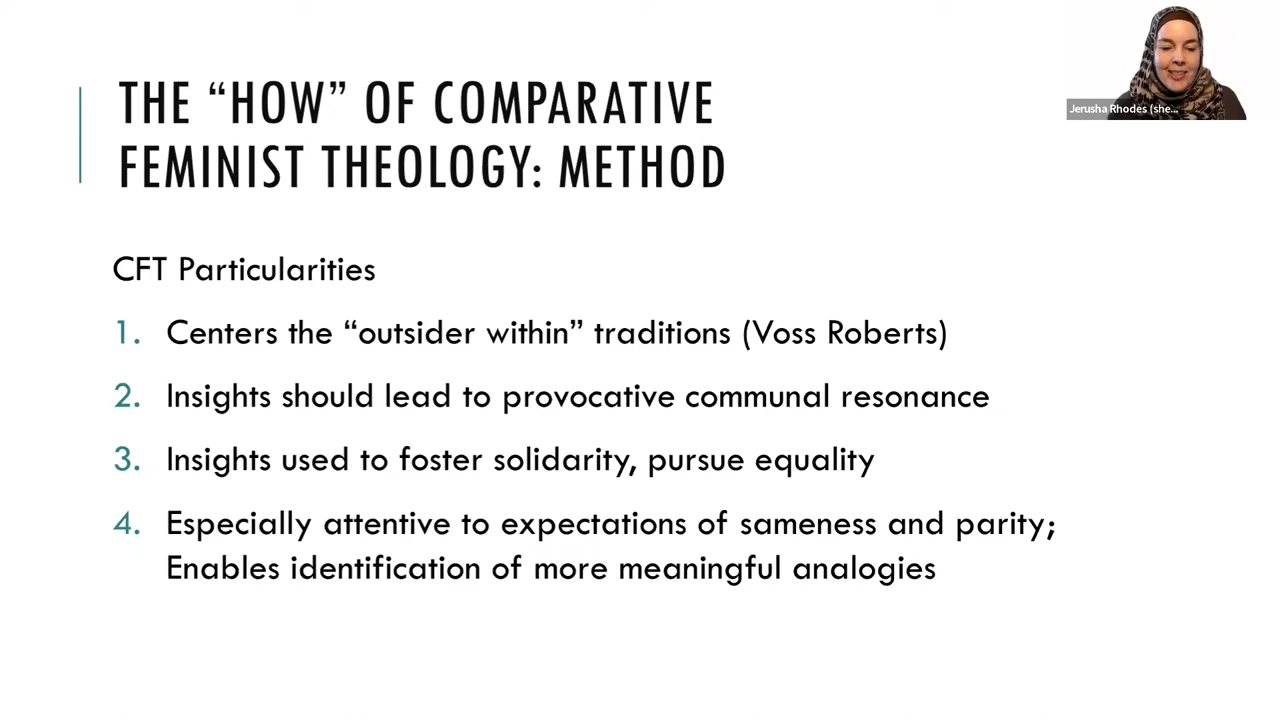 THE “HOW” OF COMPARATIVE
FEMINIST THEOLOGY: METHOD
Jerusha Rhodes (she...
CFT Particularities
1. Centers the “outsider within” traditions (Voss Roberts)
2. Insights should lead to provocative communal resonance
3. Insights used to foster solidarity, pursue equality
4. Especially attentive to expectations of sameness and parity;
Enables identification of more meaningful analogies